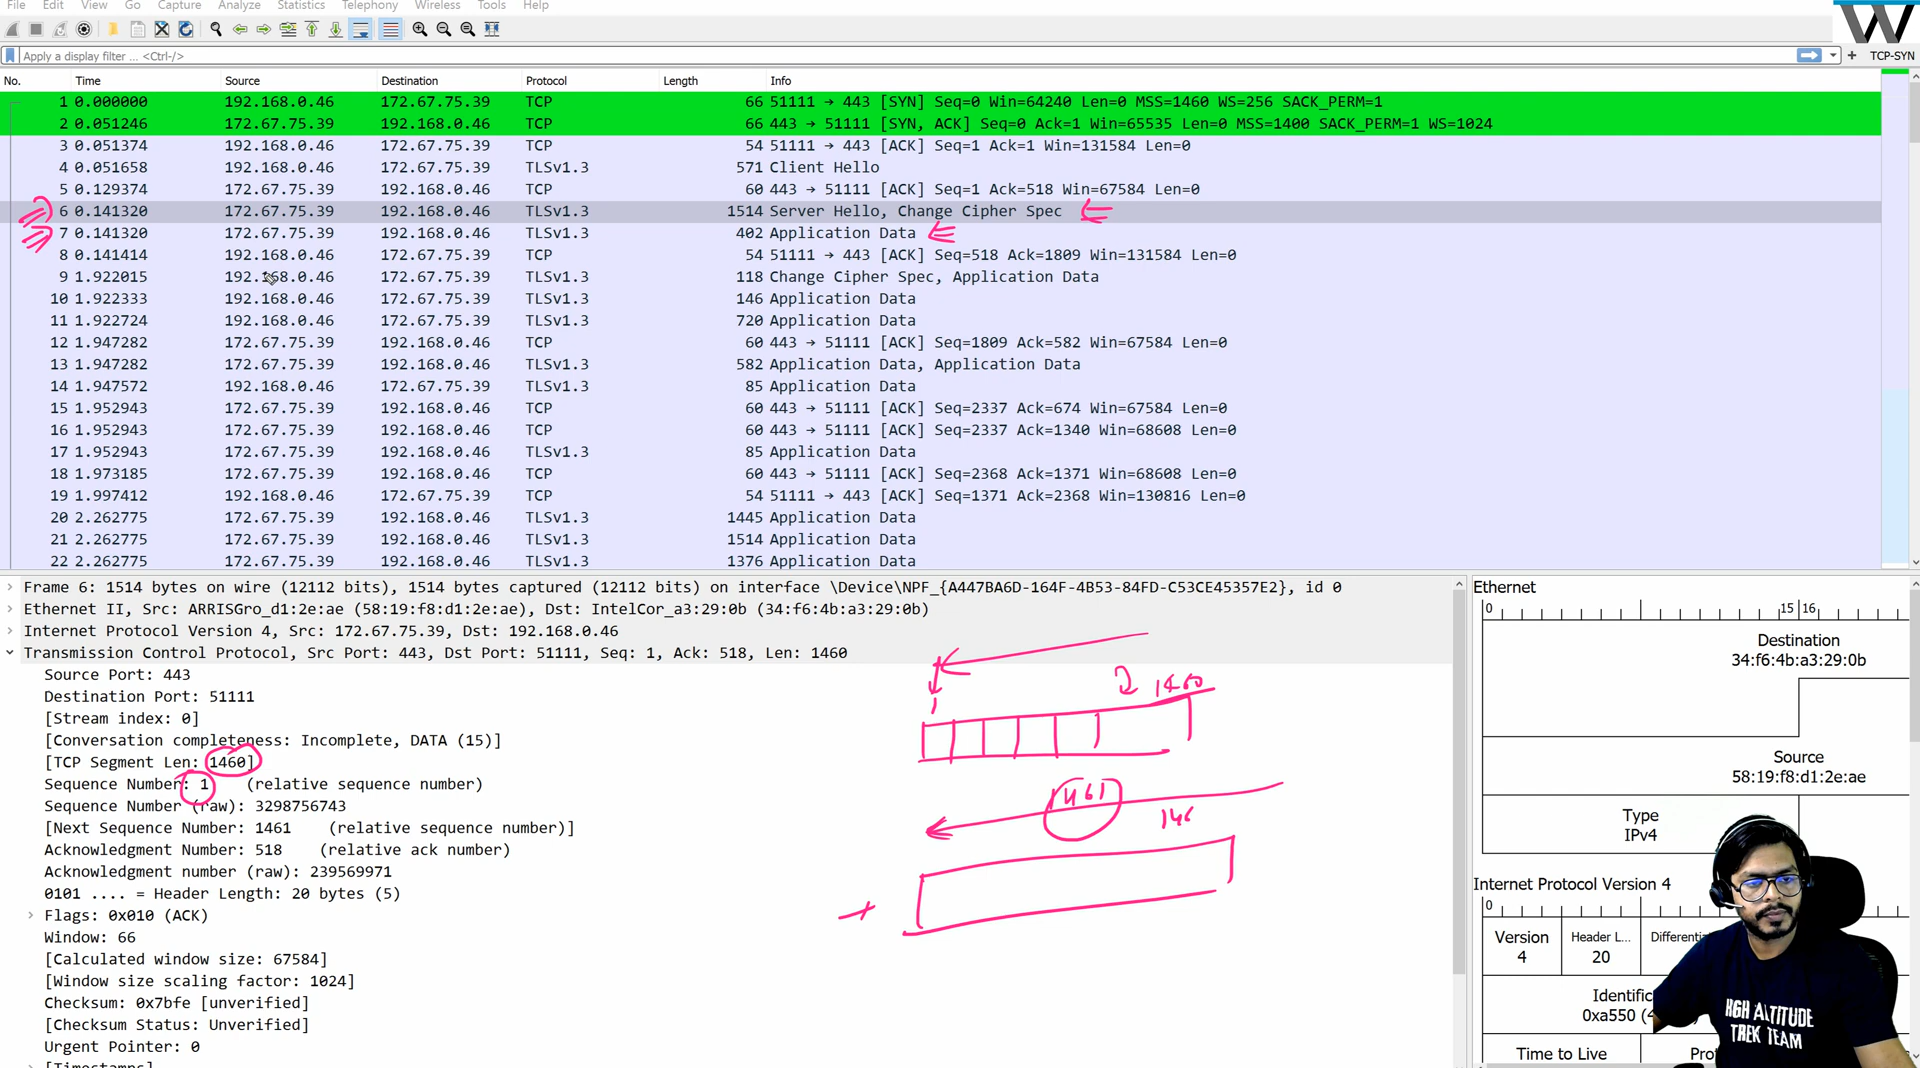 File Edit View Go Capture Analyze Statistics Telephony Wireless Tools Help
W
Apply a display filter ... <Ctrl-/>
+ TCP-SYN
No. Time Source Destination Protocol Length Info
1 0.000000 192.168.0.46 172.67.75.39 TCP 66 51111 → 443 [SYN] Seq=0 Win=64240 Len=0 MSS=1460 WS=256 SACK_PERM=1
2 0.051246 172.67.75.39 192.168.0.46 TCP 66 443 → 51111 [SYN, ACK] Seq=0 Ack=1 Win=65535 Len=0 MSS=1400 SACK_PERM=1 WS=1024
3 0.051374 192.168.0.46 172.67.75.39 TCP 54 51111 → 443 [ACK] Seq=1 Ack=1 Win=131584 Len=0
4 0.051658 192.168.0.46 172.67.75.39 TLSv1.3 571 Client Hello
5 0.129374 172.67.75.39 192.168.0.46 TCP 60 443 → 51111 [ACK] Seq=1 Ack=518 Win=67584 Len=0
6 0.141320 172.67.75.39 192.168.0.46 TLSv1.3 1514 Server Hello, Change Cipher Spec
7 0.141320 172.67.75.39 192.168.0.46 TLSv1.3 402 Application Data
8 0.141414 192.168.0.46 172.67.75.39 TCP 54 51111 → 443 [ACK] Seq=518 Ack=1809 Win=131584 Len=0
9 1.922015 192.168.0.46 172.67.75.39 TLSv1.3 118 Change Cipher Spec, Application Data
10 1.922333 192.168.0.46 172.67.75.39 TLSv1.3 146 Application Data
11 1.922724 192.168.0.46 172.67.75.39 TLSv1.3 720 Application Data
12 1.947282 172.67.75.39 192.168.0.46 TCP 60 443 → 51111 [ACK] Seq=1809 Ack=582 Win=67584 Len=0
13 1.947282 172.67.75.39 192.168.0.46 TLSv1.3 582 Application Data, Application Data
14 1.947572 192.168.0.46 172.67.75.39 TLSv1.3 85 Application Data
15 1.952943 172.67.75.39 192.168.0.46 TCP 60 443 → 51111 [ACK] Seq=2337 Ack=674 Win=67584 Len=0
16 1.952943 172.67.75.39 192.168.0.46 TCP 60 443 → 51111 [ACK] Seq=2337 Ack=1340 Win=68608 Len=0
17 1.952943 172.67.75.39 192.168.0.46 TLSv1.3 85 Application Data
18 1.973185 172.67.75.39 192.168.0.46 TCP 60 443 → 51111 [ACK] Seq=2368 Ack=1371 Win=68608 Len=0
19 1.997412 192.168.0.46 172.67.75.39 TCP 54 51111 → 443 [ACK] Seq=1371 Ack=2368 Win=130816 Len=0
20 2.262775 172.67.75.39 192.168.0.46 TLSv1.3 1445 Application Data
21 2.262775 172.67.75.39 192.168.0.46 TLSv1.3 1514 Application Data
22 2.262775 172.67.75.39 192.168.0.46 TLSv1.3 1376 Application Data
Frame 6: 1514 bytes on wire (12112 bits), 1514 bytes captured (12112 bits) on interface \Device\NPF_{A447BA6D-164F-4B53-84FD-C53CE45357E2}, id 0
Ethernet II, Src: ARRISGro_d1:2e:ae (58:19:f8:d1:2e:ae), Dst: IntelCor_a3:29:0b (34:f6:4b:a3:29:0b)
Internet Protocol Version 4, Src: 172.67.75.39, Dst: 192.168.0.46
Transmission Control Protocol, Src Port: 443, Dst Port: 51111, Seq: 1, Ack: 518, Len: 1460
Source Port: 443
Destination Port: 51111
[Stream index: 0]
[Conversation completeness: Incomplete, DATA (15)]
[TCP Segment Len: 1460]
Sequence Number: 1 (relative sequence number)
Sequence Number (raw): 3298756743
[Next Sequence Number: 1461 (relative sequence number)]
Acknowledgment Number: 518 (relative ack number)
Acknowledgment number (raw): 239569971
0101 .... = Header Length: 20 bytes (5)
Flags: 0x010 (ACK)
Window: 66
[Calculated window size: 67584]
[Window size scaling factor: 1024]
Checksum: 0x7bfe [unverified]
[Checksum Status: Unverified]
Urgent Pointer: 0
[Timestamps]
1 1460
1461
146
Ethernet
0 15 16
Destination
34:f6:4b:a3:29:0b
Source
58:19:f8:d1:2e:ae
Type
IPv4
Internet Protocol Version 4
0
Version
4
Header L...
20
Differenti
Identific
0xa550 (4
Time to Live
Prot
HGH ALTITUDE
TREK TEAM